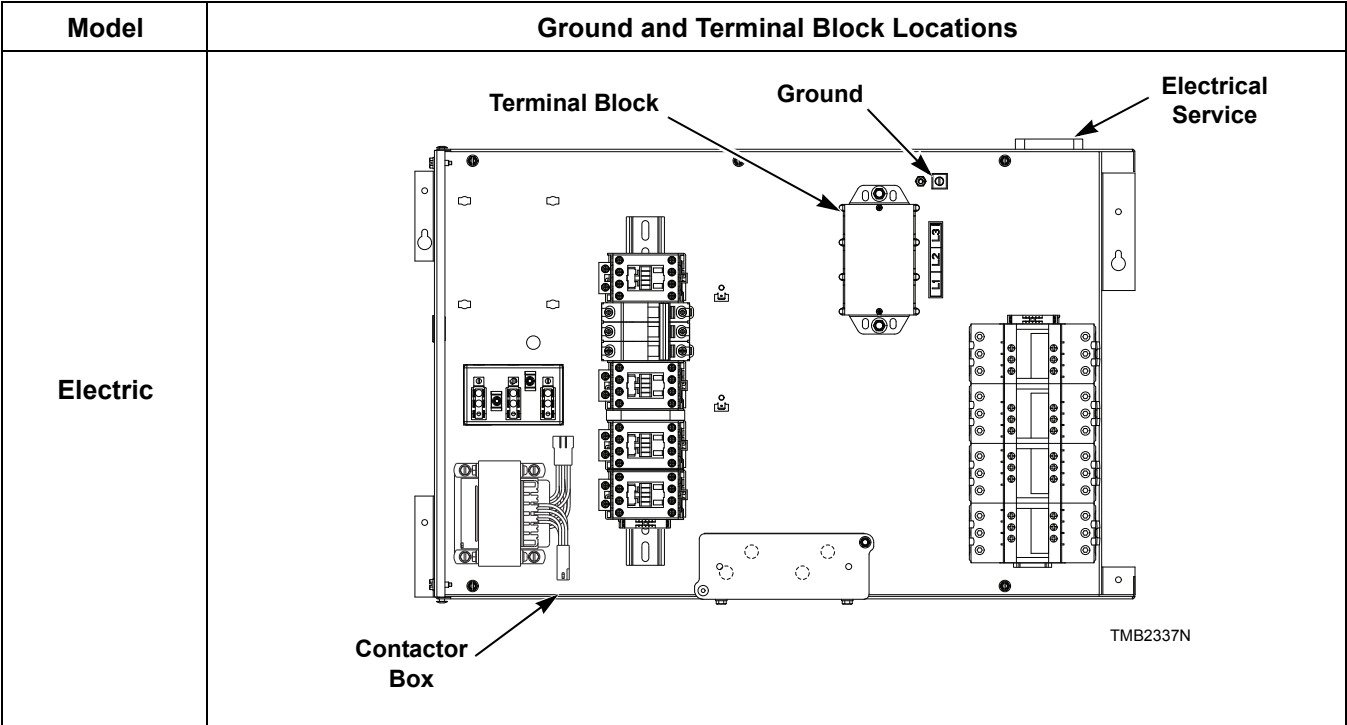 Model
Ground and Terminal Block Locations
Electric
Terminal Block
Ground
Electrical
Service
L1 L2 L3
Contactor
Box
TMB2337N